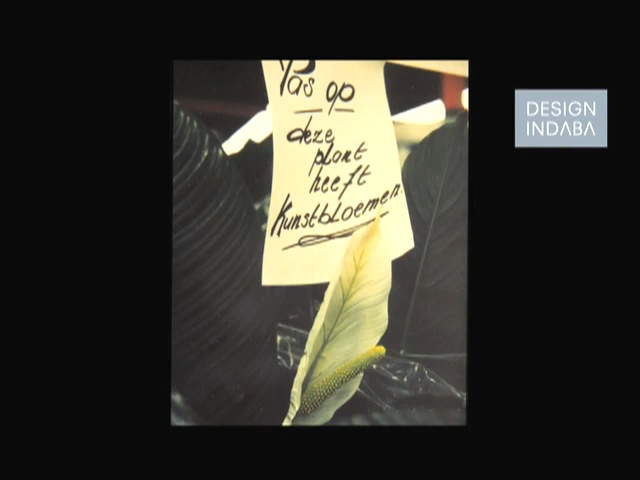 Pas op
deze
plant
heeft
Kunstbloemen
DESIGN
INDABA